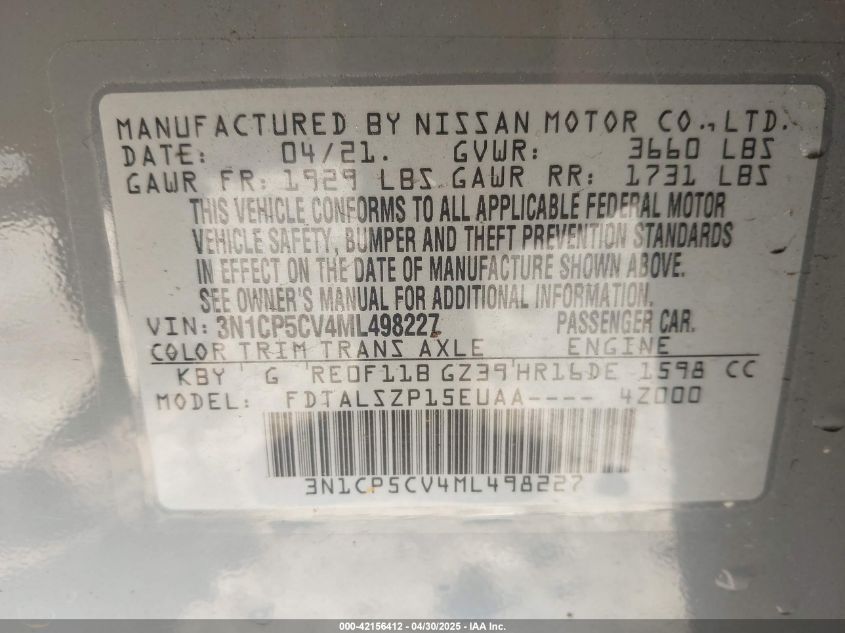 MANUFACTURED BY NISSAN MOTOR CO., LTD.
DATE: 04/21. GVWR: 3660 LBS
GAWR FR: 1929 LBS GAWR RR: 1731 LBS
THIS VEHICLE CONFORMS TO ALL APPLICABLE FEDERAL MOTOR
VEHICLE SAFETY, BUMPER AND THEFT PREVENTION STANDARDS
IN EFFECT ON THE DATE OF MANUFACTURE SHOWN ABOVE.
SEE OWNER'S MANUAL FOR ADDITIONAL INFORMATION.
VIN: 3N1CP5CV4ML498227 PASSENGER CAR.
COLOR TRIM TRANS AXLE ENGINE
KBY G RE0F11B GZ39 HR16DE 1598 CC
MODEL: FDTALSZP15EUAA---- 4Z000
3N1CP5CV4ML498227
000-42156412 / 04/30/2025 - IAA Inc.